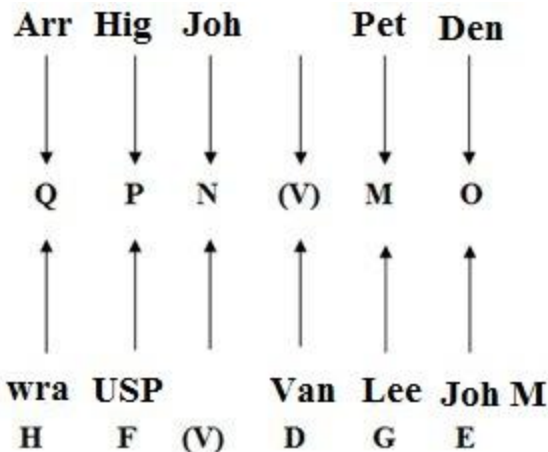 Arr Hig Joh Pet Den
Q P N (V) M O
wra USP Van Lee Joh M
H F (V) D G E